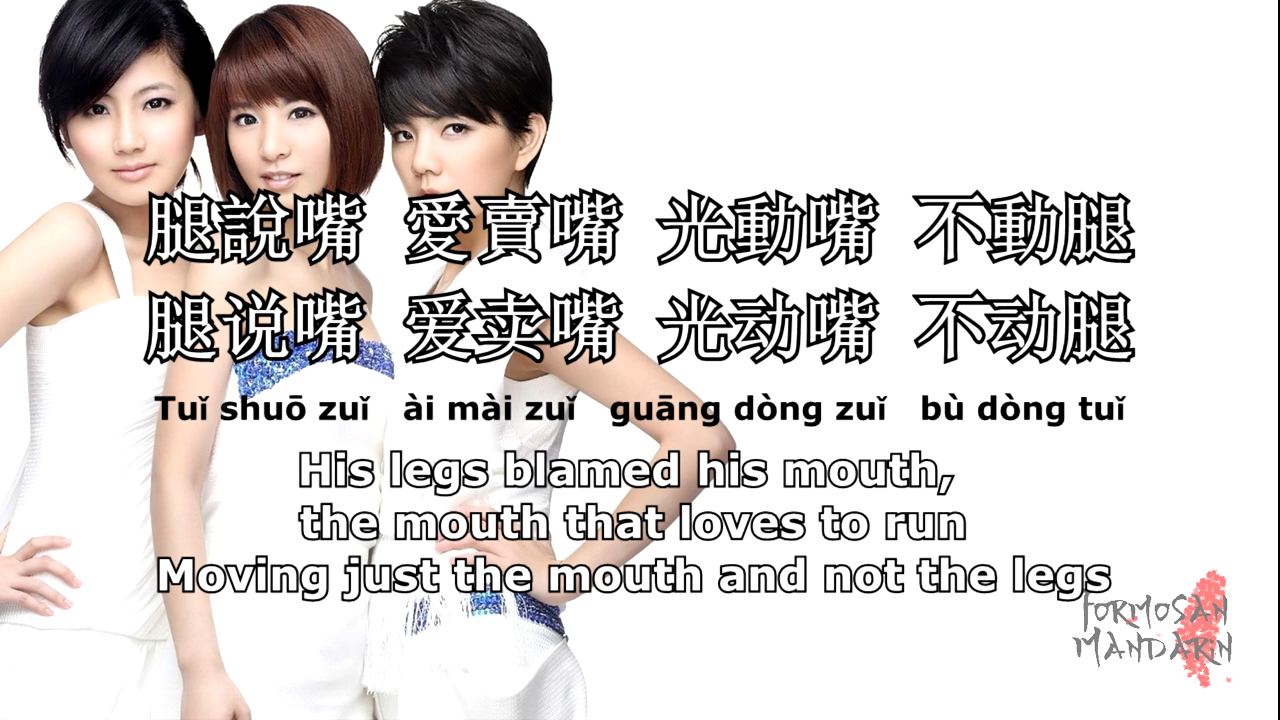 腿說嘴 愛賣嘴 光動嘴 不動腿
腿说嘴 爱卖嘴 光动嘴 不动腿
Tuǐ shuō zuǐ ài mài zuǐ guāng dòng zuǐ bù dòng tuǐ
His legs blamed his mouth,
the mouth that loves to run
Moving just the mouth and not the legs
FORMOSAN
MANDARIN